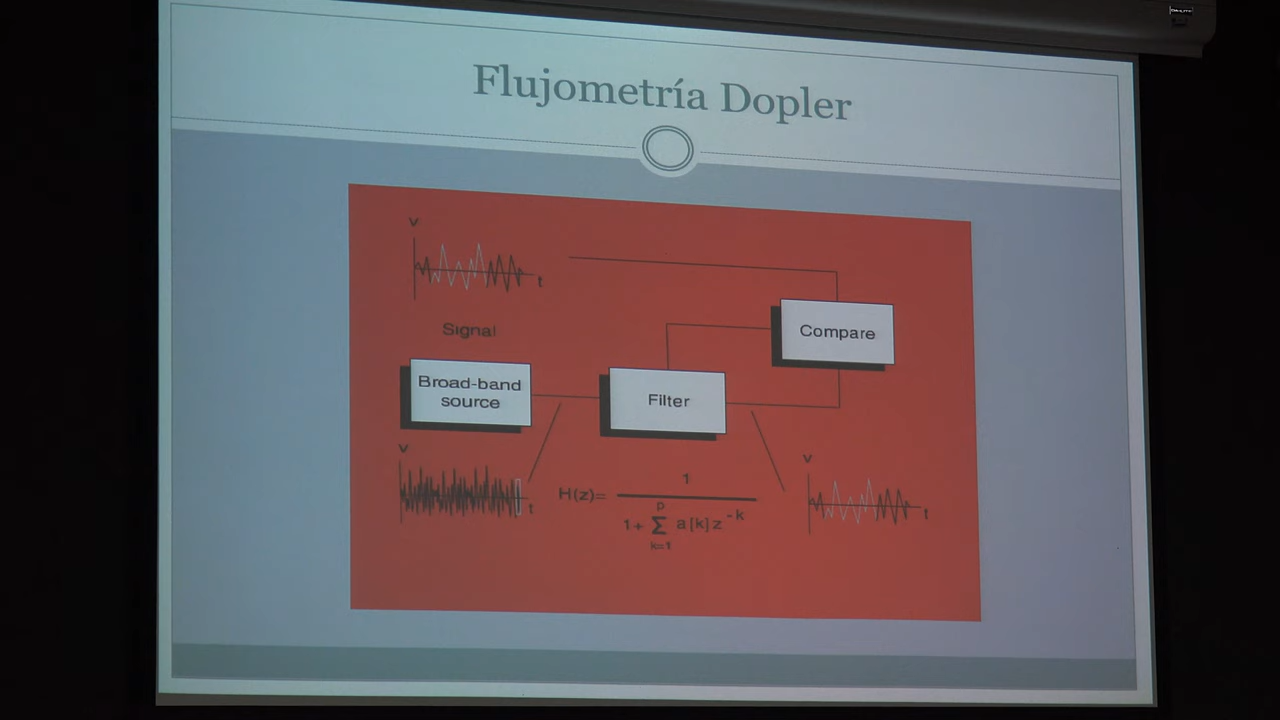 Flujometría Dopler
v
t
Signal
Compare
Broad-band
source
Filter
v
t
H(z)= 1
1+ p Σ k=1 a[k]z -k
v
t